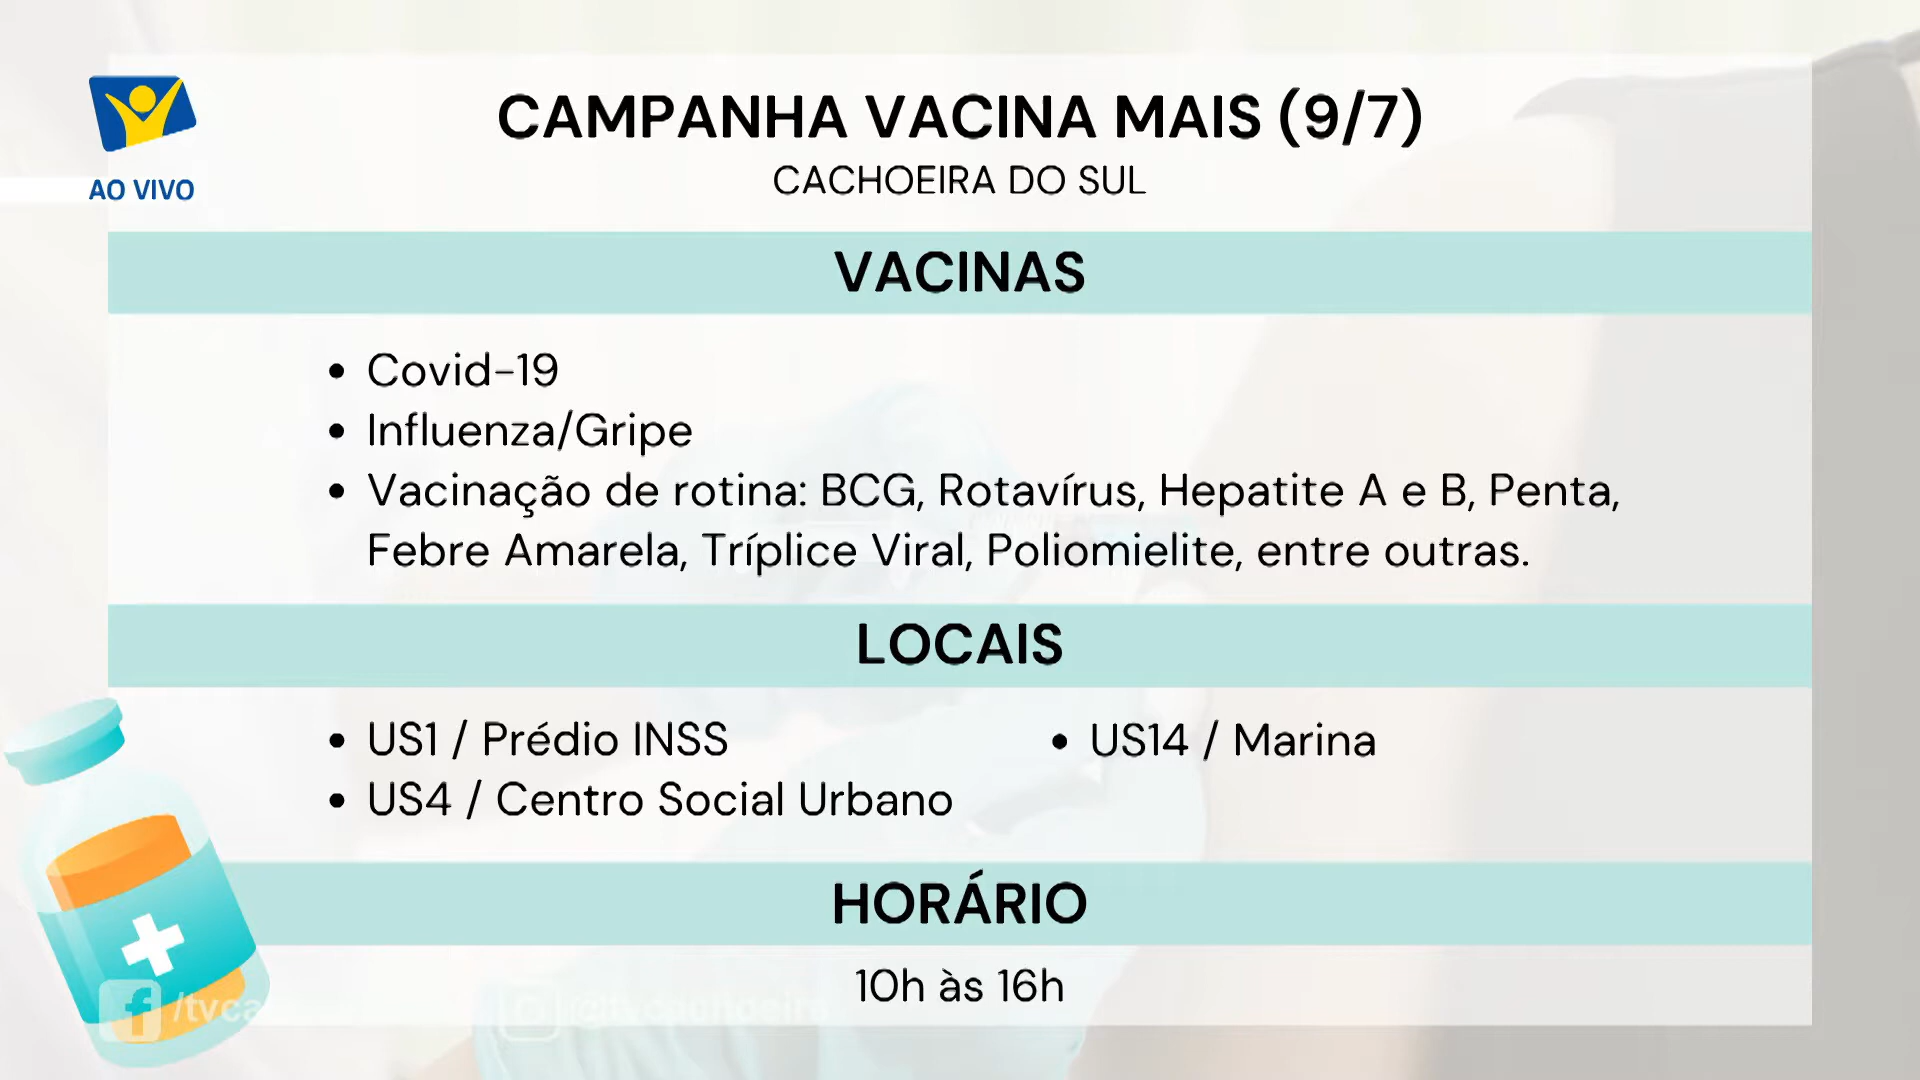 AO VIVO
CAMPANHA VACINA MAIS (9/7)
CACHOEIRA DO SUL
VACINAS
• Covid-19
• Influenza/Gripe
• Vacinação de rotina: BCG, Rotavírus, Hepatite A e B, Penta,
Febre Amarela, Tríplice Viral, Poliomielite, entre outras.
LOCAIS
• US1 / Prédio INSS
• US4 / Centro Social Urbano
• US14 / Marina
HORÁRIO
10h às 16h